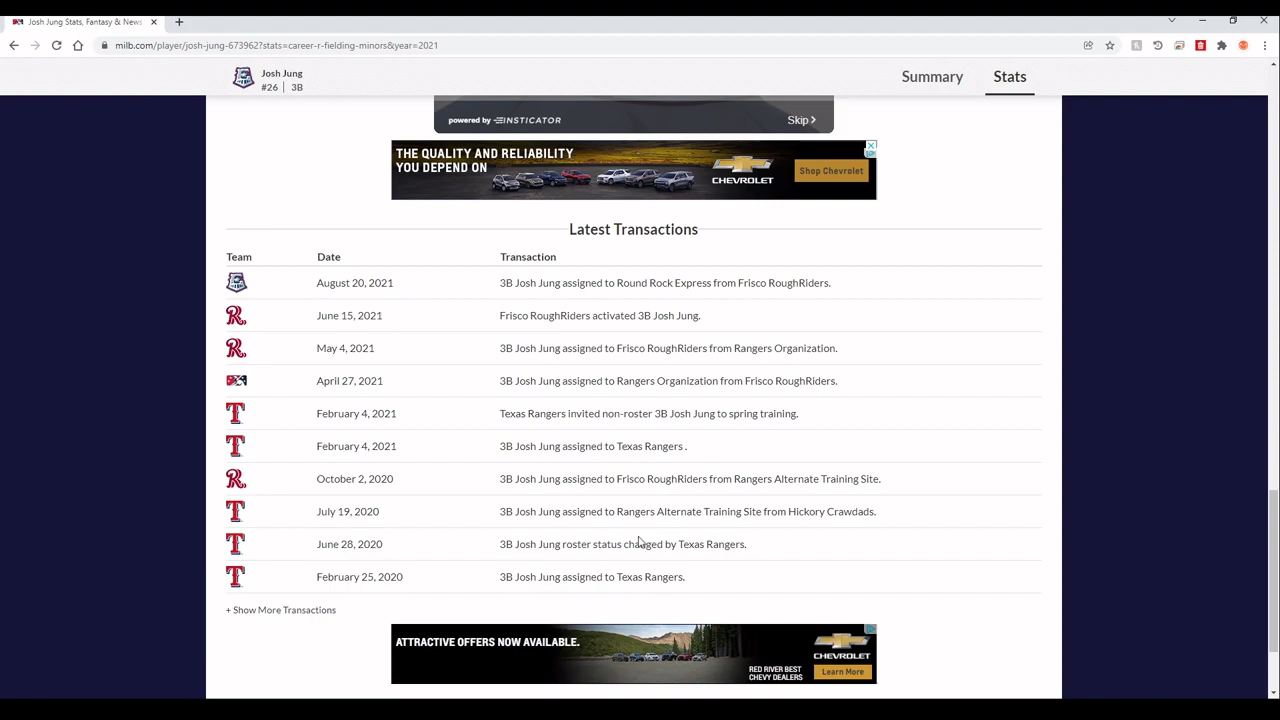 Josh Jung Stats, Fantasy & News
milb.com/player/josh-jung-673962?stats=career-r-fielding-minors&year=2021
Josh Jung
#26 | 3B
Summary
Stats
powered by INSTICATOR
Skip
THE QUALITY AND RELIABILITY
YOU DEPEND ON
CHEVROLET
Shop Chevrolet
Latest Transactions
Team Date Transaction
August 20, 2021 3B Josh Jung assigned to Round Rock Express from Frisco RoughRiders.
June 15, 2021 Frisco RoughRiders activated 3B Josh Jung.
May 4, 2021 3B Josh Jung assigned to Frisco RoughRiders from Rangers Organization.
April 27, 2021 3B Josh Jung assigned to Rangers Organization from Frisco RoughRiders.
February 4, 2021 Texas Rangers invited non-roster 3B Josh Jung to spring training.
February 4, 2021 3B Josh Jung assigned to Texas Rangers .
October 2, 2020 3B Josh Jung assigned to Frisco RoughRiders from Rangers Alternate Training Site.
July 19, 2020 3B Josh Jung assigned to Rangers Alternate Training Site from Hickory Crawdads.
June 28, 2020 3B Josh Jung roster status changed by Texas Rangers.
February 25, 2020 3B Josh Jung assigned to Texas Rangers.
+ Show More Transactions
ATTRACTIVE OFFERS NOW AVAILABLE.
CHEVROLET
RED RIVER BEST
CHEVY DEALERS
Learn More